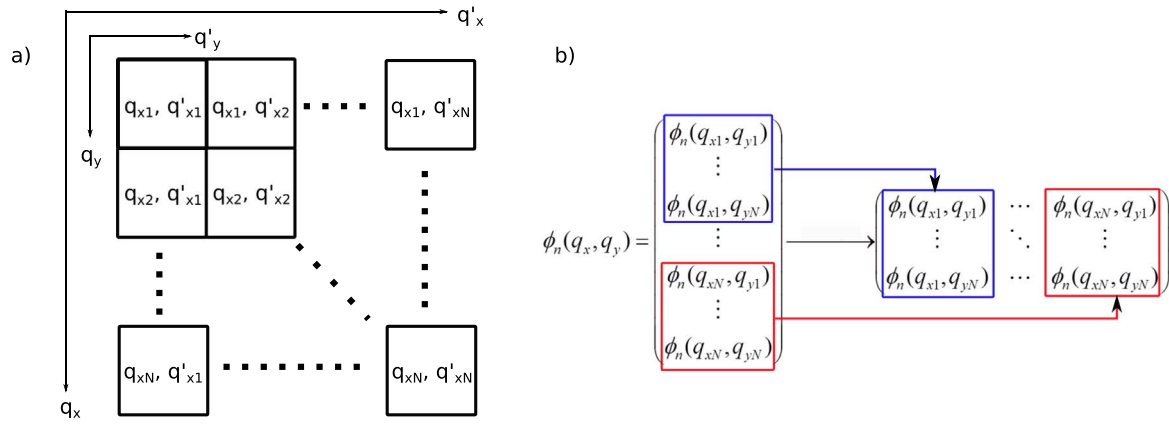 q'x
q'y
a)
b)
qx1, q'x1 qx1, q'x2 qx1, q'xN
qy
qx2, q'x1 qx2, q'x2
qxN, q'x1 qxN, q'xN
qx
ϕn(qx1,qy1)
⋮
ϕn(qx1,qyN)
ϕn(qx,qy)= ⋮
ϕn(qxN,qy1)
⋮
ϕn(qxN,qyN)
ϕn(qx1,qy1) ⋯ ϕn(qxN,qy1)
⋮ ⋱ ⋮
ϕn(qx1,qyN) ⋯ ϕn(qxN,qyN)